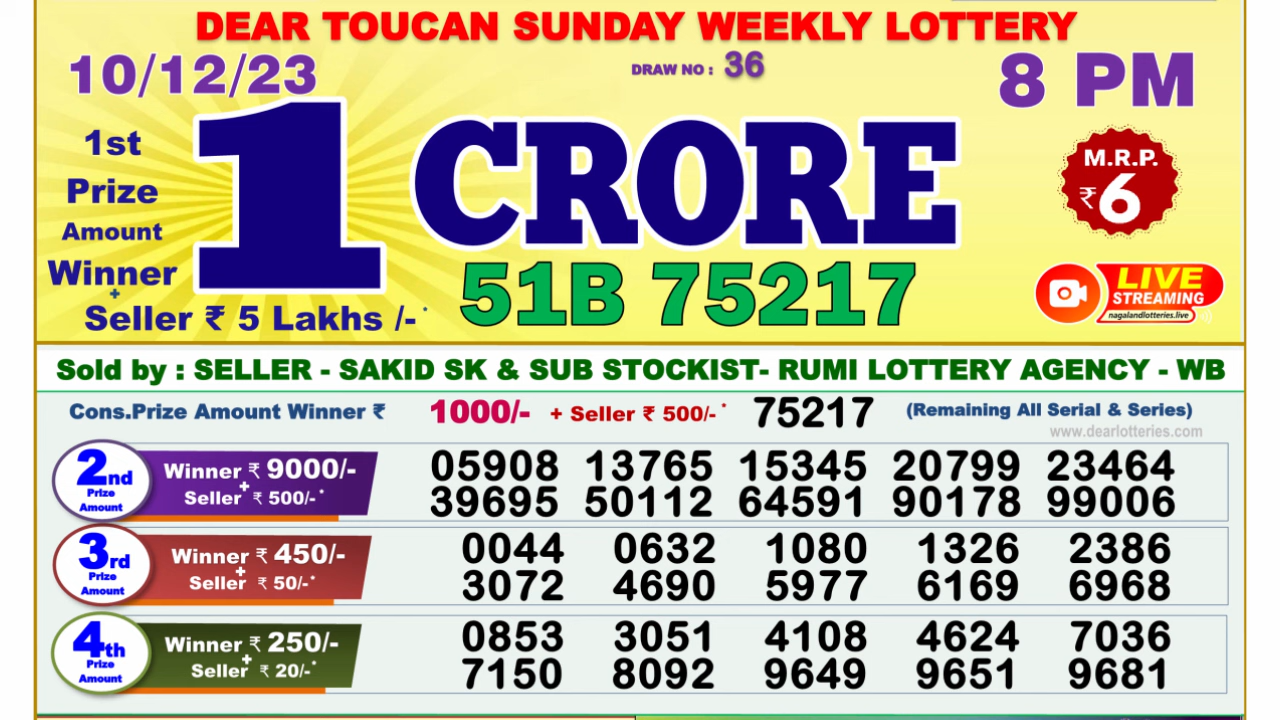 DEAR TOUCAN SUNDAY WEEKLY LOTTERY
10/12/23
DRAW NO : 36
8 PM
1st
Prize
Amount
Winner
+
Seller ₹ 5 Lakhs /-*
1 CRORE
51B 75217
M.R.P.
₹6
LIVE
STREAMING
nagalandlotteries.live
Sold by : SELLER - SAKID SK & SUB STOCKIST- RUMI LOTTERY AGENCY - WB
Cons.Prize Amount Winner ₹ 1000/- + Seller ₹ 500/-* 75217 (Remaining All Serial & Series)
www.dearlotteries.com
2nd
Prize
Amount
Winner ₹ 9000/-
+
Seller ₹ 500/-*
05908 13765 15345 20799 23464
39695 50112 64591 90178 99006
3rd
Prize
Amount
Winner ₹ 450/-
+
Seller ₹ 50/-*
0044 0632 1080 1326 2386
3072 4690 5977 6169 6968
4th
Prize
Amount
Winner ₹ 250/-
+
Seller ₹ 20/-*
0853 3051 4108 4624 7036
7150 8092 9649 9651 9681